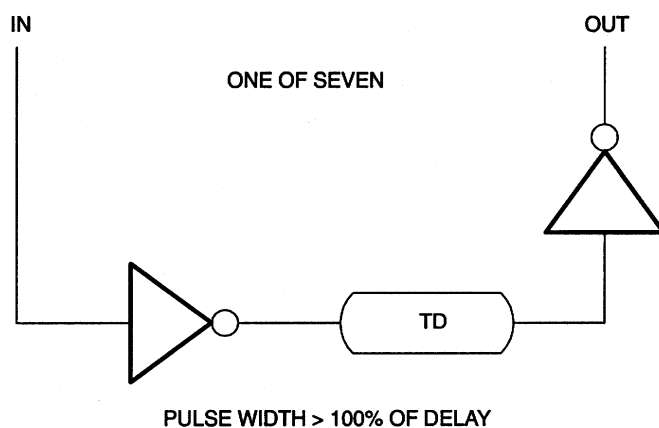 IN
OUT
ONE OF SEVEN
TD
PULSE WIDTH > 100% OF DELAY